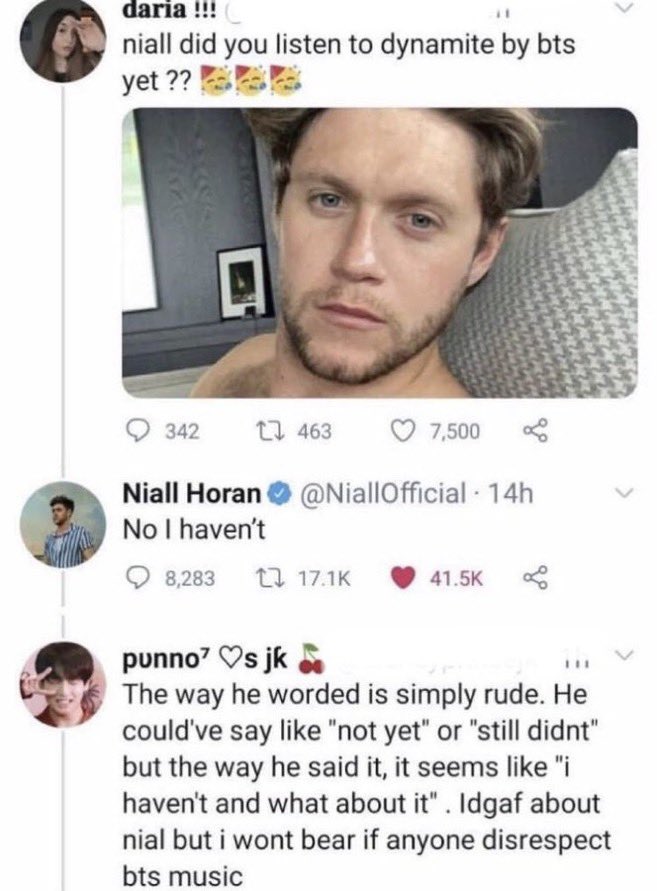 daria !!!
niall did you listen to dynamite by bts
yet ?? 🥳🥳🥳
342 463 7,500
Niall Horan @NiallOfficial · 14h
No I haven't
8,283 17.1K 41.5K
punno⁷ ♡s jk 🍒
The way he worded is simply rude. He
could've say like "not yet" or "still didnt"
but the way he said it, it seems like "i
haven't and what about it" . Idgaf about
nial but i wont bear if anyone disrespect
bts music